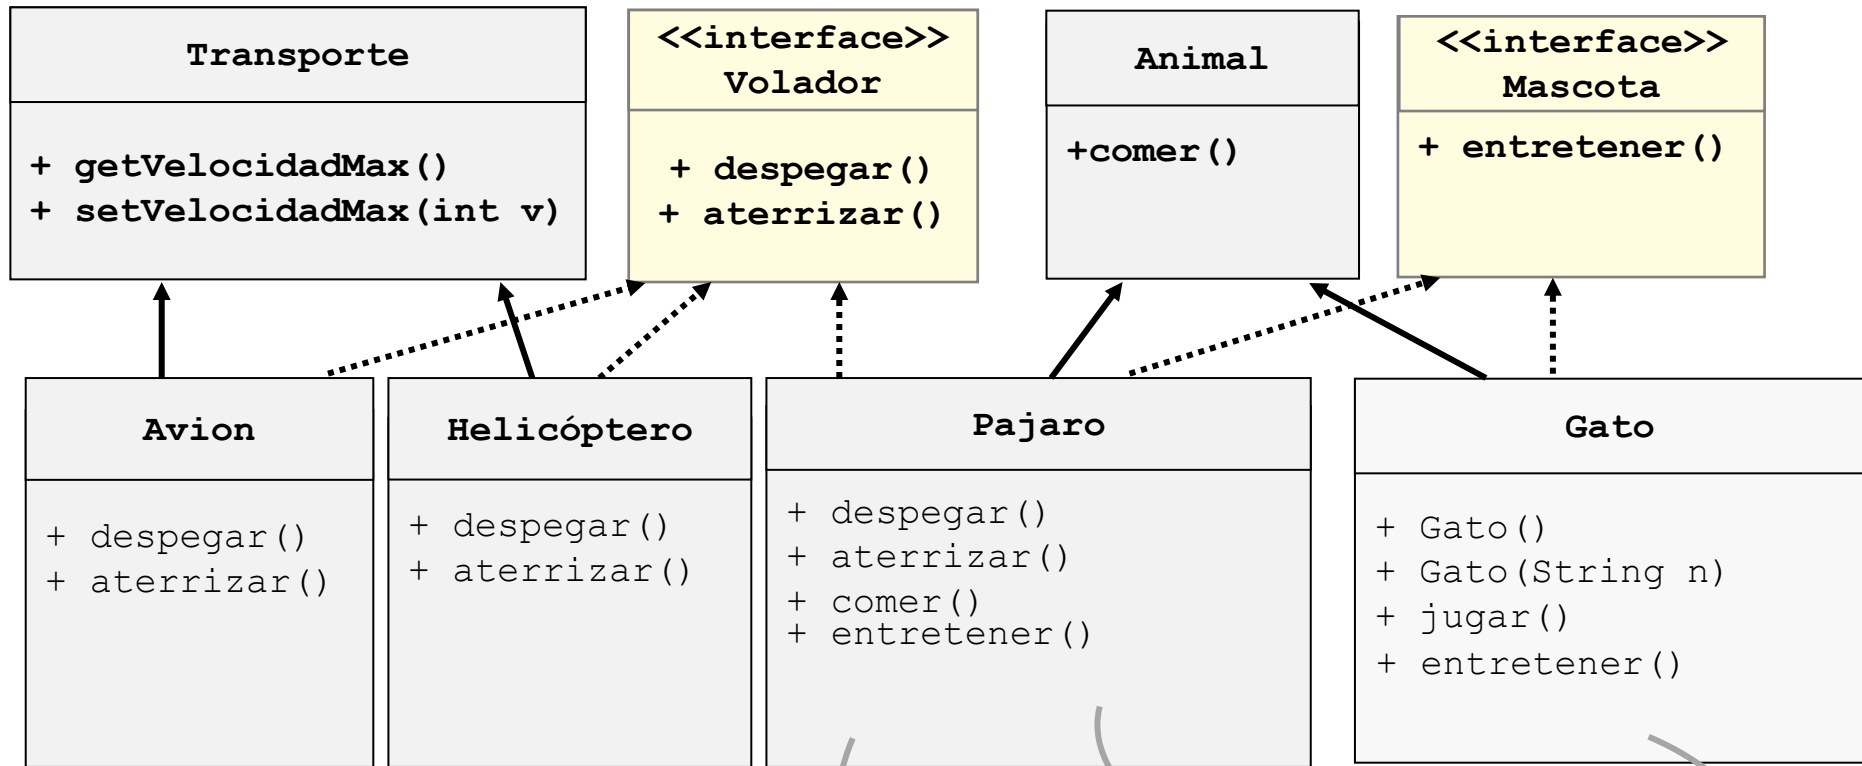 Transporte
+ getVelocidadMax()
+ setVelocidadMax(int v)
<<interface>>
Volador
+ despegar()
+ aterrizar()
Animal
+comer()
<<interface>>
Mascota
+ entretener()
Avion
+ despegar()
+ aterrizar()
Helicóptero
+ despegar()
+ aterrizar()
Pajaro
+ despegar()
+ aterrizar()
+ comer()
+ entretener()
Gato
+ Gato()
+ Gato(String n)
+ jugar()
+ entretener()